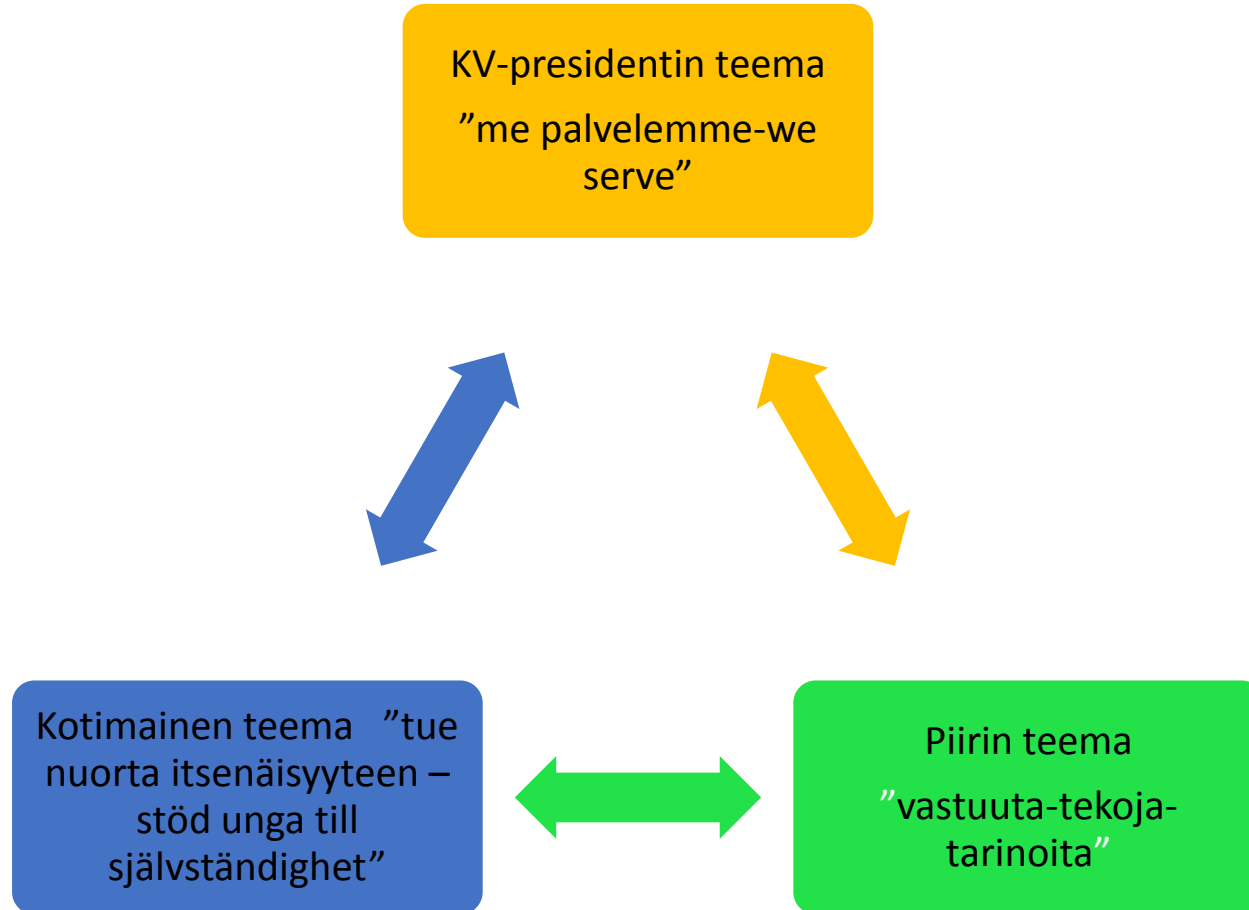 KV-presidentin teema
”me palvelemme-we
serve”
Kotimainen teema ”tue
nuorta itsenäisyyteen –
stöd unga till
självständighet”
Piirin teema
”vastuuta-tekoja-
tarinoita”